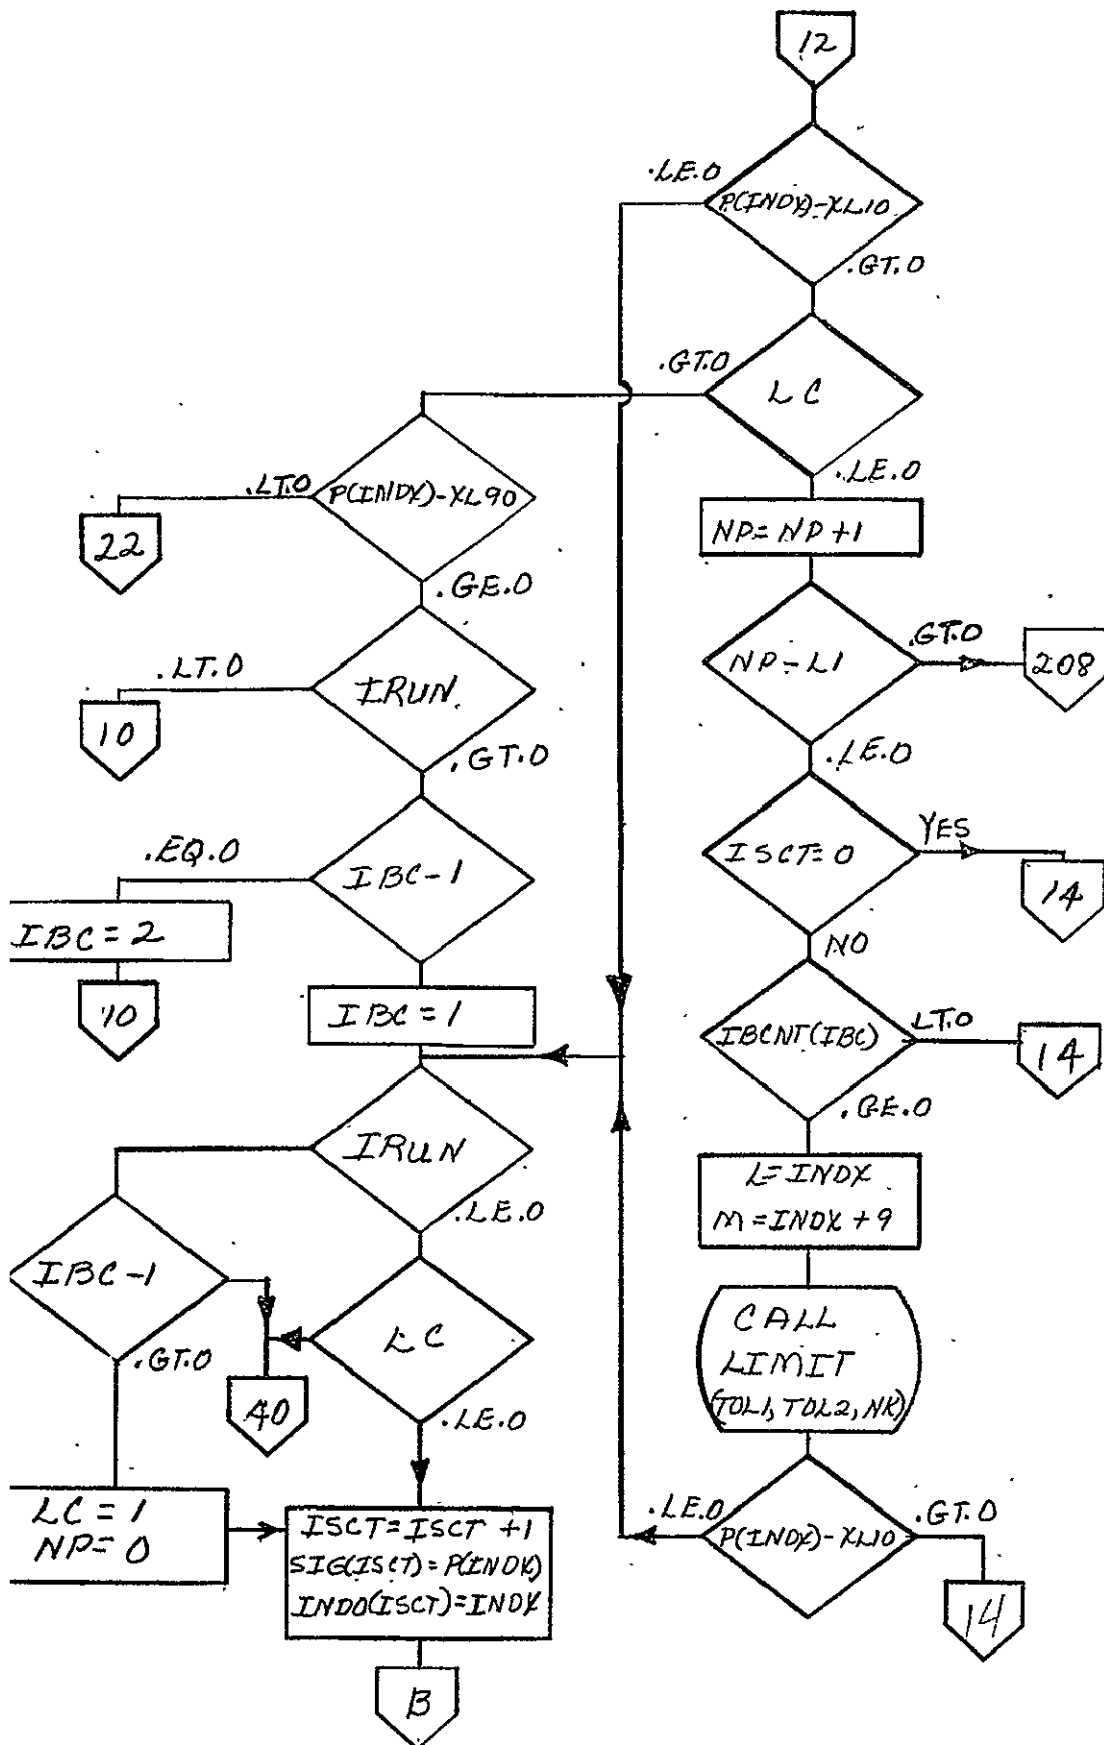 12
.LE.0
P(INDX)-XL10
.GT.0
.GT.0
LC
.LE.0
.LT.0
P(INDX)-XL90
22
.GE.0
NP=NP+1
.LT.0
IRUN.
10
.GT.0
NP-L1
.GT.0
208
.LE.0
.EQ.0
IBC-1
ISCT=0
YES
14
NO
IBC=2
10
IBC=1
IBCNT(IBC)
.LT.0
14
.GE.0
IRUN
.LE.0
L=INDX
M=INDX+9
IBC-1
.GT.0
LC
40
.LE.0
CALL
LIMIT
(TOL1, TOL2, NK)
LC=1
NP=0
ISCT=ISCT+1
SIG(ISCT)=P(INDX)
INDO(ISCT)=INDX
.LE.0
P(INDX)-XL10
.GT.0
14
B